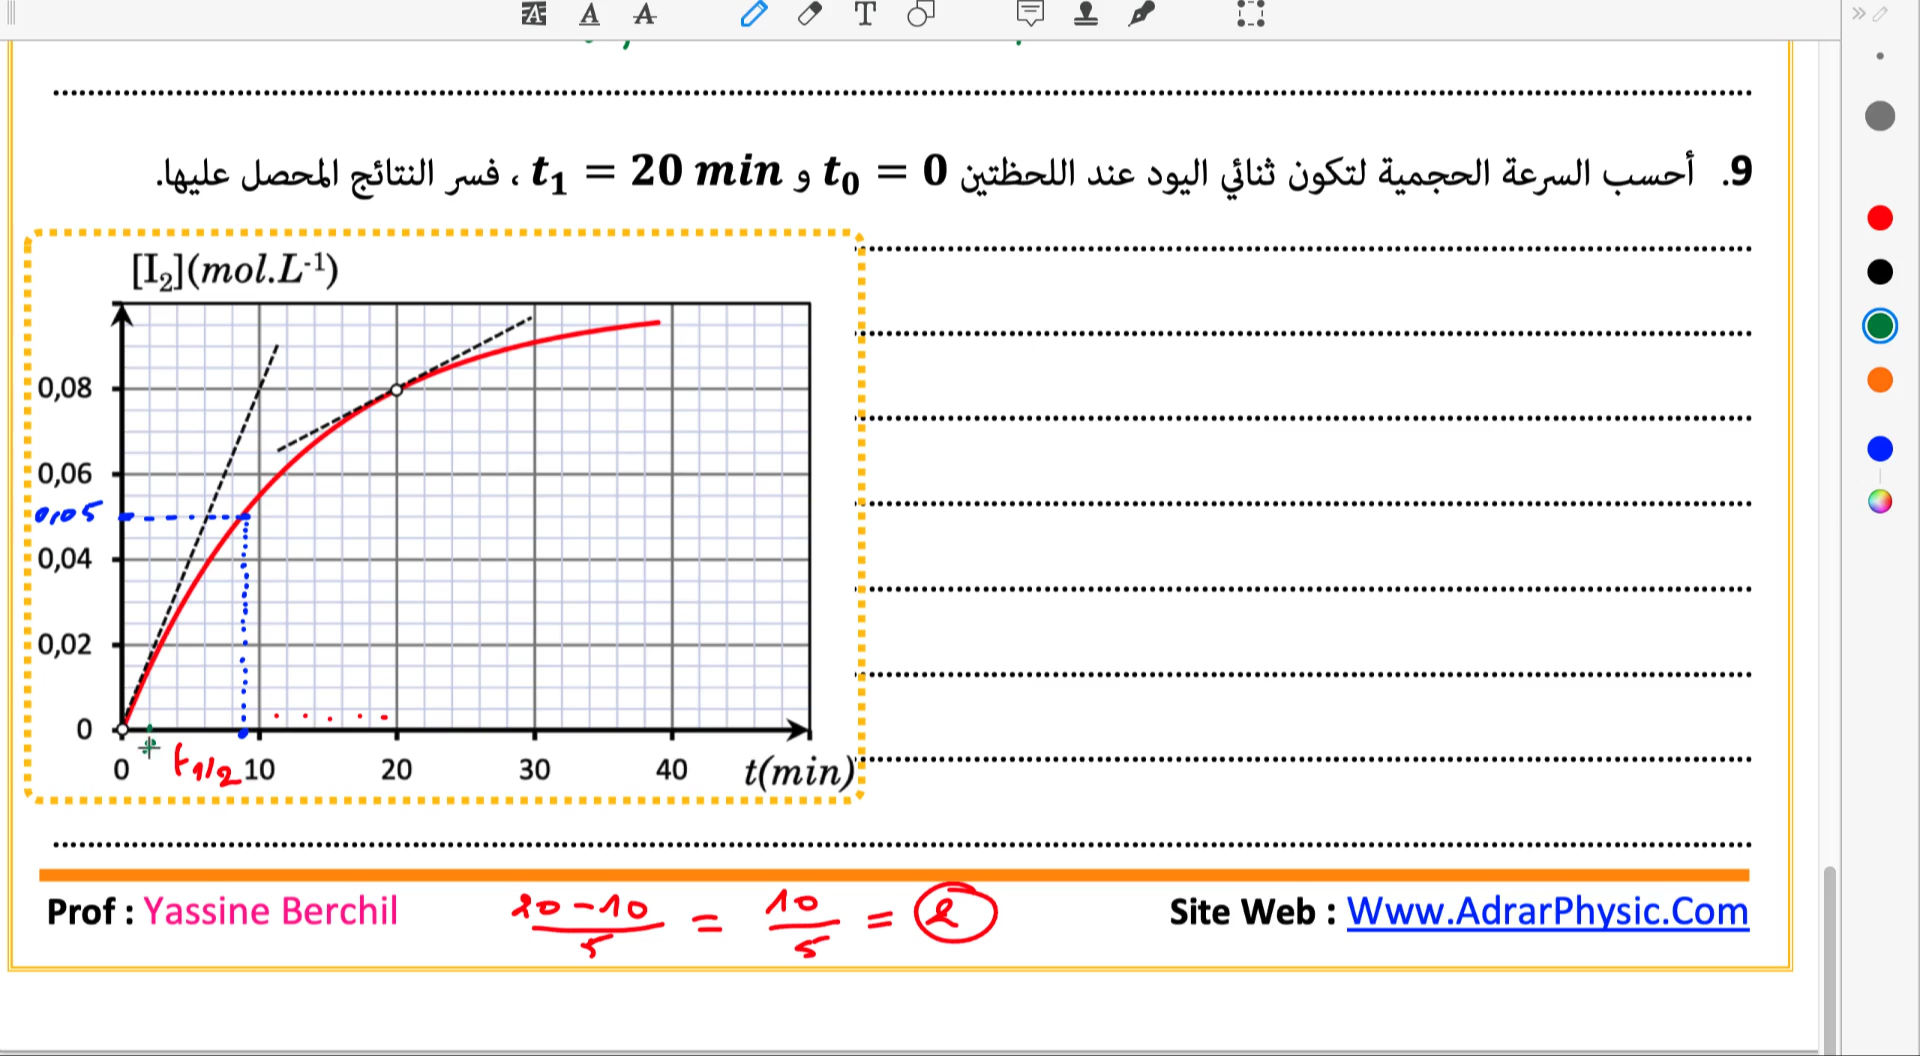 9. أحسب السرعة الحجمية لتكون ثنائي اليود عند اللحظتين t₀ = 0 و t₁ = 20 min ، فسر النتائج المحصل عليها.
[I₂](mol.L⁻¹)
0,08
0,06
0,05
0,04
0,02
0
t1/2
0 10 20 30 40 t(min)
Prof : Yassine Berchil
20-10/5 = 10/5 = 2
Site Web : Www.AdrarPhysic.Com